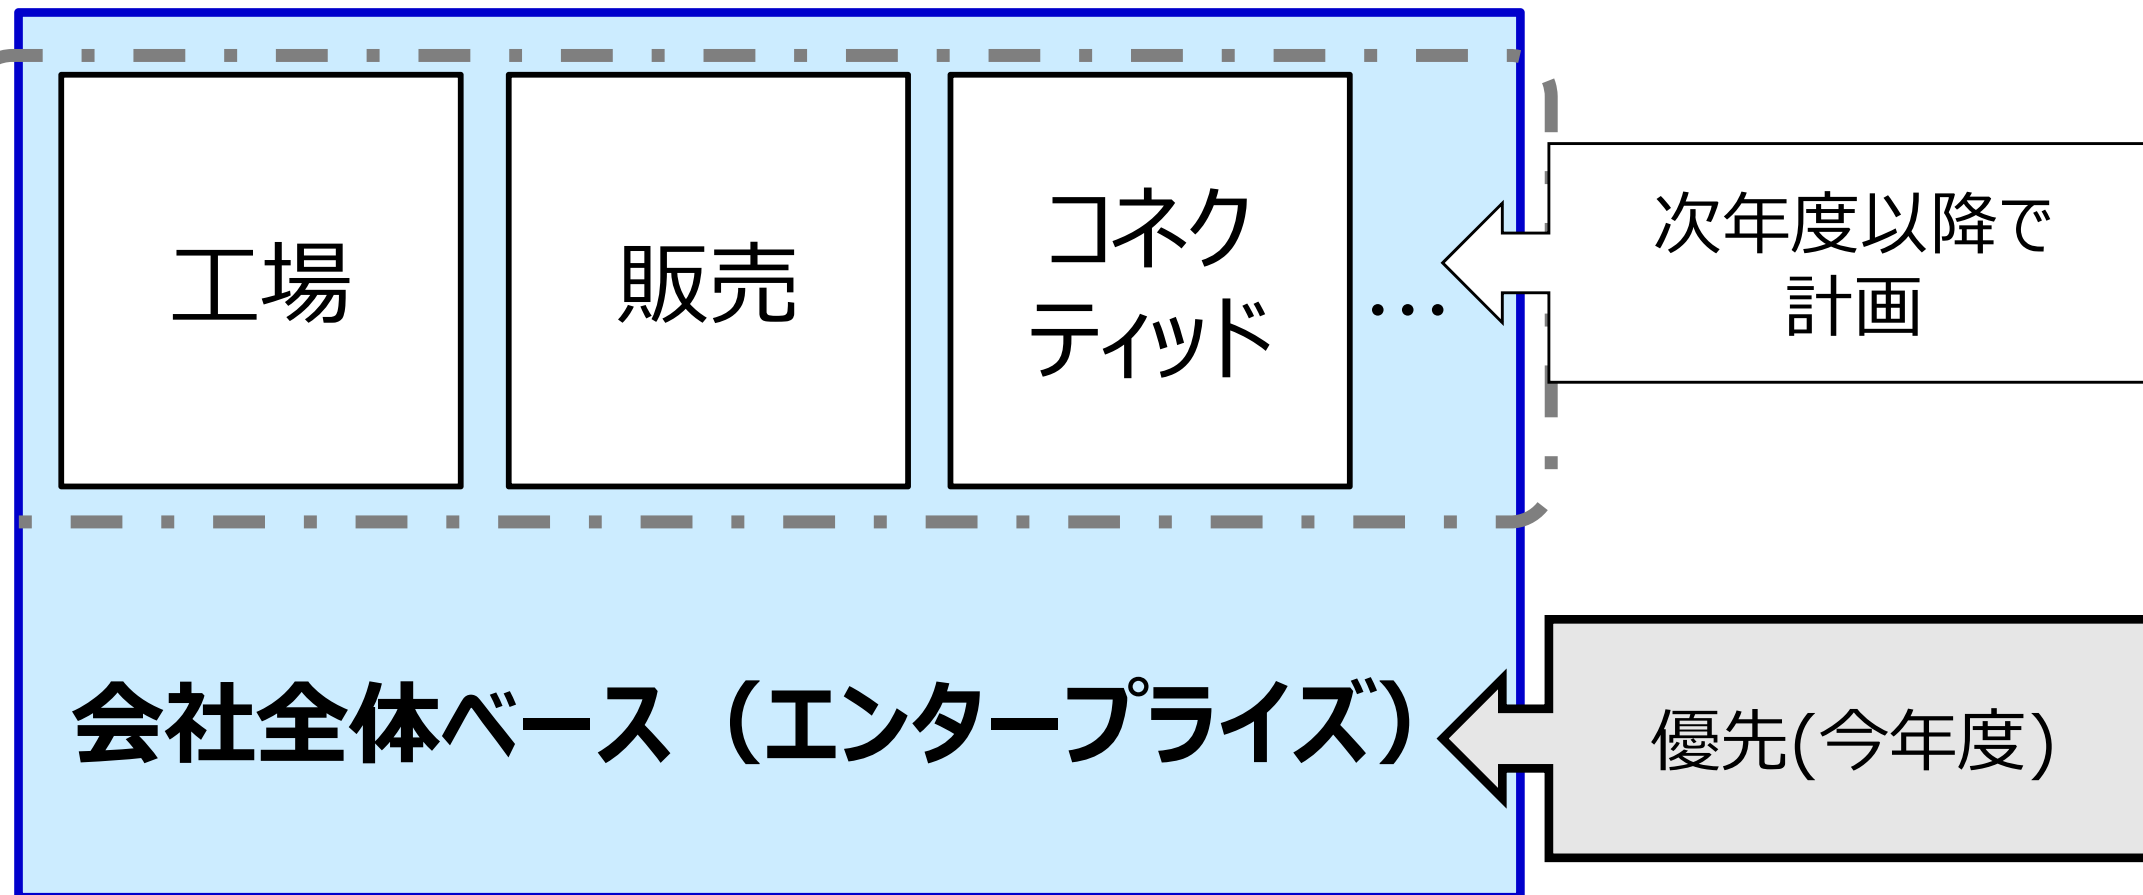 工場
販売
コネク
ティッド
…
次年度以降で
計画
会社全体ベース（エンタープライズ）
優先(今年度)